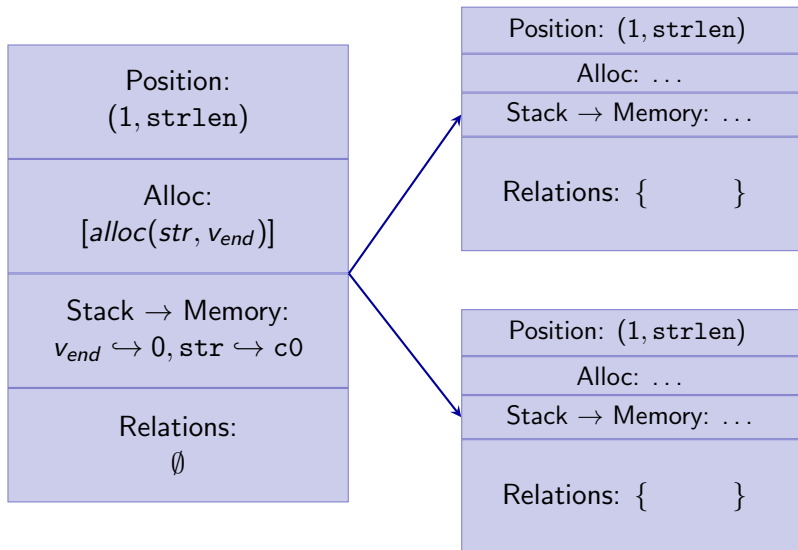 Position:
(1, strlen)
Alloc:
[alloc(str, v_end)]
Stack → Memory:
v_end ↪ 0, str ↪ c0
Relations:
∅
Position: (1, strlen)
Alloc: ...
Stack → Memory: ...
Relations: { }
Position: (1, strlen)
Alloc: ...
Stack → Memory: ...
Relations: { }